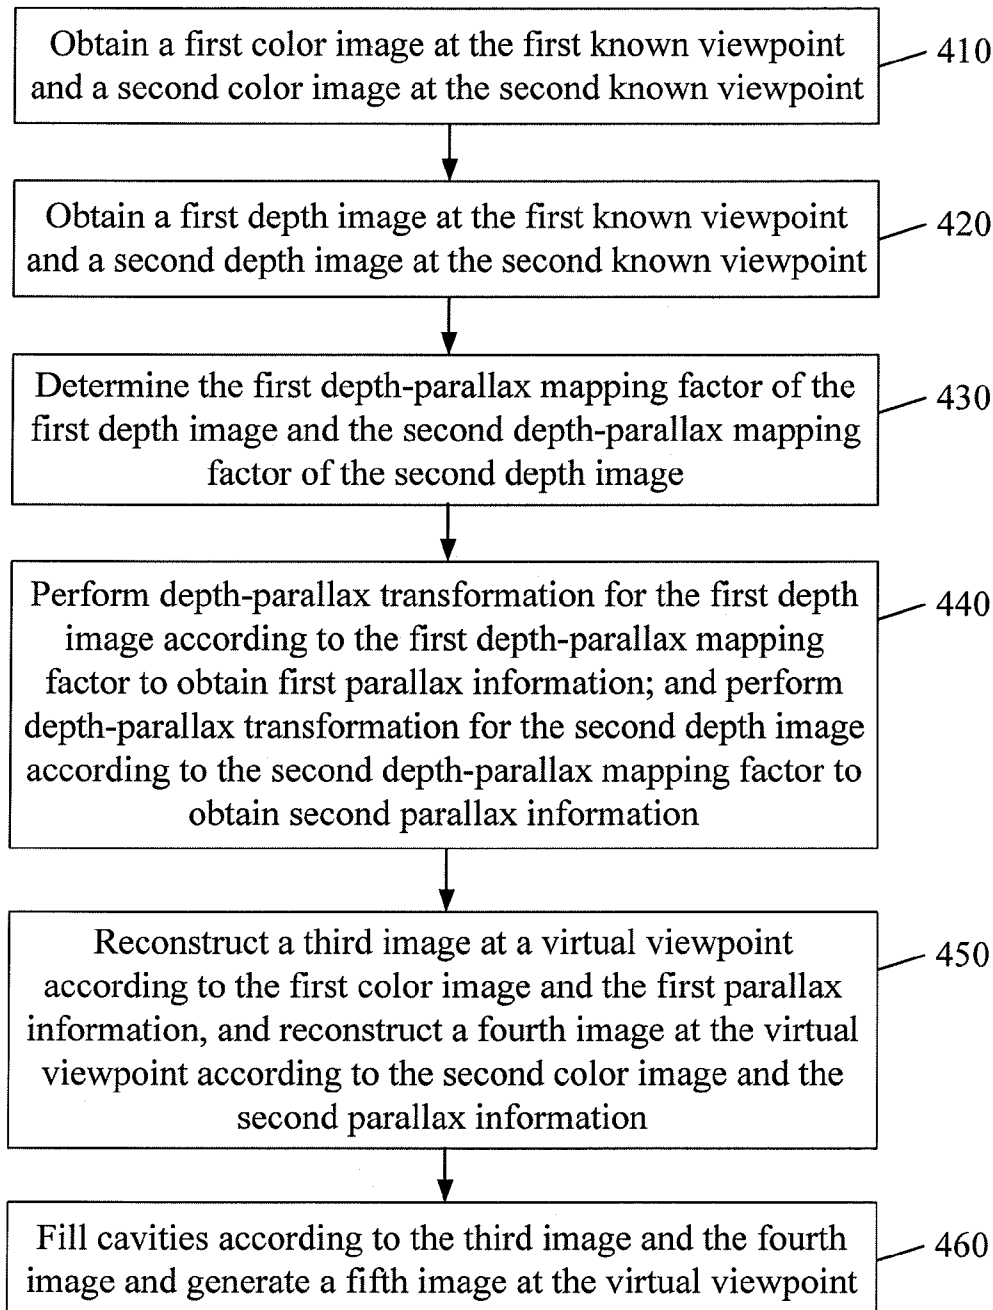 Obtain a first color image at the first known viewpoint
and a second color image at the second known viewpoint
410
Obtain a first depth image at the first known viewpoint
and a second depth image at the second known viewpoint
420
Determine the first depth-parallax mapping factor of the
first depth image and the second depth-parallax mapping
factor of the second depth image
430
Perform depth-parallax transformation for the first depth
image according to the first depth-parallax mapping
factor to obtain first parallax information; and perform
depth-parallax transformation for the second depth image
according to the second depth-parallax mapping factor to
obtain second parallax information
440
Reconstruct a third image at a virtual viewpoint
according to the first color image and the first parallax
information, and reconstruct a fourth image at the virtual
viewpoint according to the second color image and the
second parallax information
450
Fill cavities according to the third image and the fourth
image and generate a fifth image at the virtual viewpoint
460